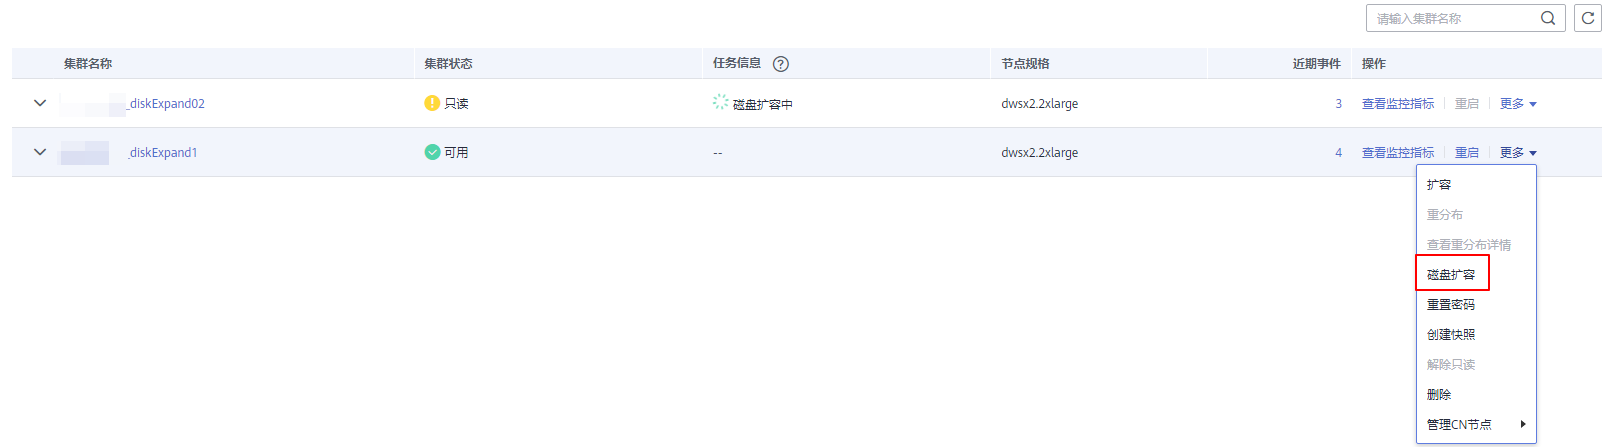 请输入集群名称
集群名称 集群状态 任务信息 ? 节点规格 近期事件 操作
_diskExpand02 只读 磁盘扩容中 dwsx2.2xlarge 3 查看监控指标 重启 更多
_diskExpand1 可用 -- dwsx2.2xlarge 4 查看监控指标 重启 更多
扩容
重分布
查看重分布详情
磁盘扩容
重置密码
创建快照
解除只读
删除
管理CN节点